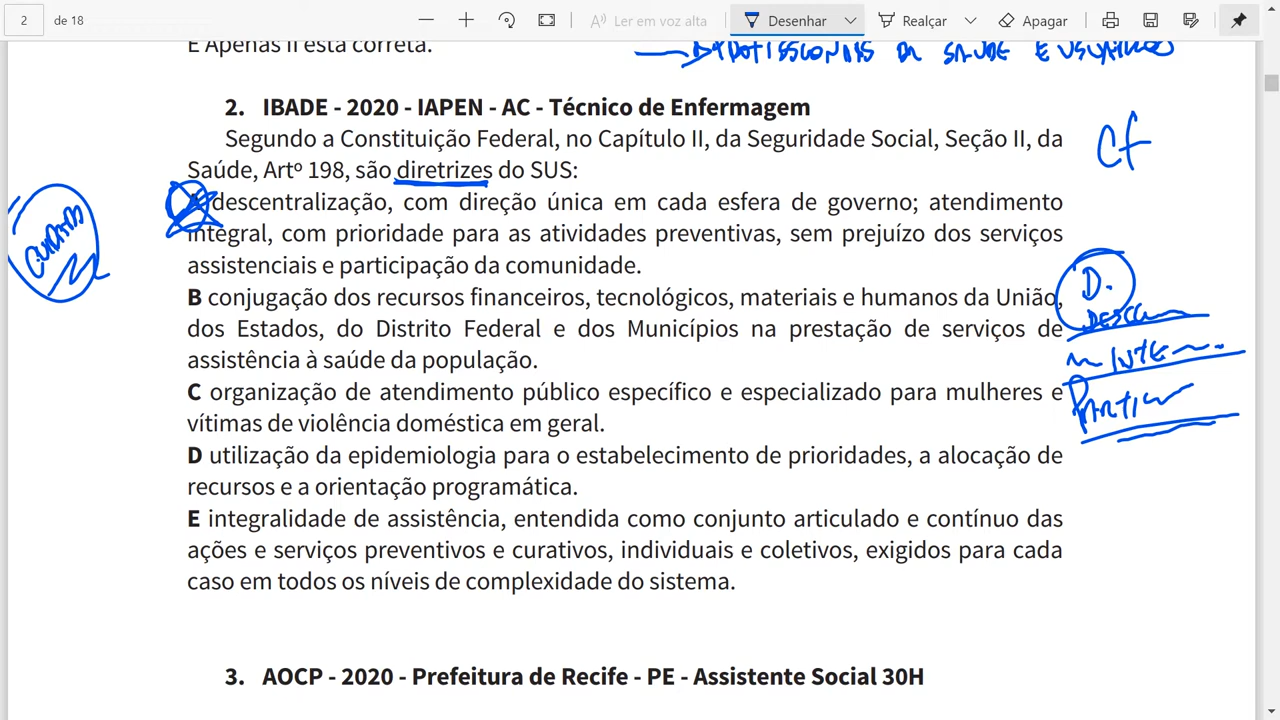 2 de 18 Ler em voz alta Desenhar Realçar Apagar
E Apenas II está correta.
PROFISSIONAIS DA SAÚDE E USUÁRIOS
2. IBADE - 2020 - IAPEN - AC - Técnico de Enfermagem
Segundo a Constituição Federal, no Capítulo II, da Seguridade Social, Seção II, da
Saúde, Artº 198, são diretrizes do SUS:
CF
A descentralização, com direção única em cada esfera de governo; atendimento
integral, com prioridade para as atividades preventivas, sem prejuízo dos serviços
assistenciais e participação da comunidade.
B conjugação dos recursos financeiros, tecnológicos, materiais e humanos da União,
dos Estados, do Distrito Federal e dos Municípios na prestação de serviços de
assistência à saúde da população.
C organização de atendimento público específico e especializado para mulheres e
vítimas de violência doméstica em geral.
D utilização da epidemiologia para o estabelecimento de prioridades, a alocação de
recursos e a orientação programática.
E integralidade de assistência, entendida como conjunto articulado e contínuo das
ações e serviços preventivos e curativos, individuais e coletivos, exigidos para cada
caso em todos os níveis de complexidade do sistema.
D.
DESC
INTE
PARTIC
3. AOCP - 2020 - Prefeitura de Recife - PE - Assistente Social 30H